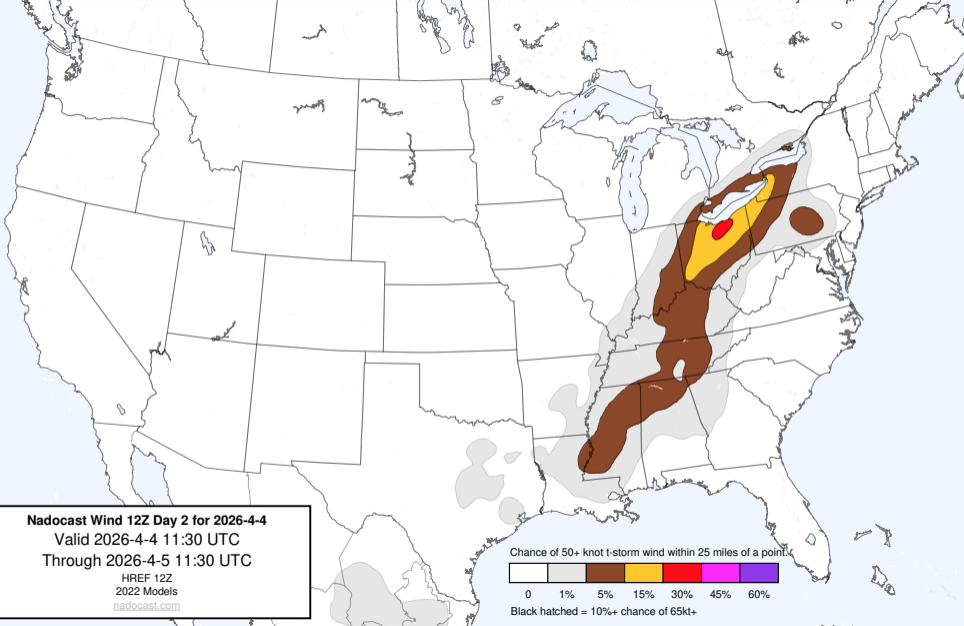 Nadocast Wind 12Z Day 2 for 2026-4-4
Valid 2026-4-4 11:30 UTC
Through 2026-4-5 11:30 UTC
HREF 12Z
2022 Models
nadocast.com
Chance of 50+ knot t-storm wind within 25 miles of a point.
0 1% 5% 15% 30% 45% 60%
Black hatched = 10%+ chance of 65kt+